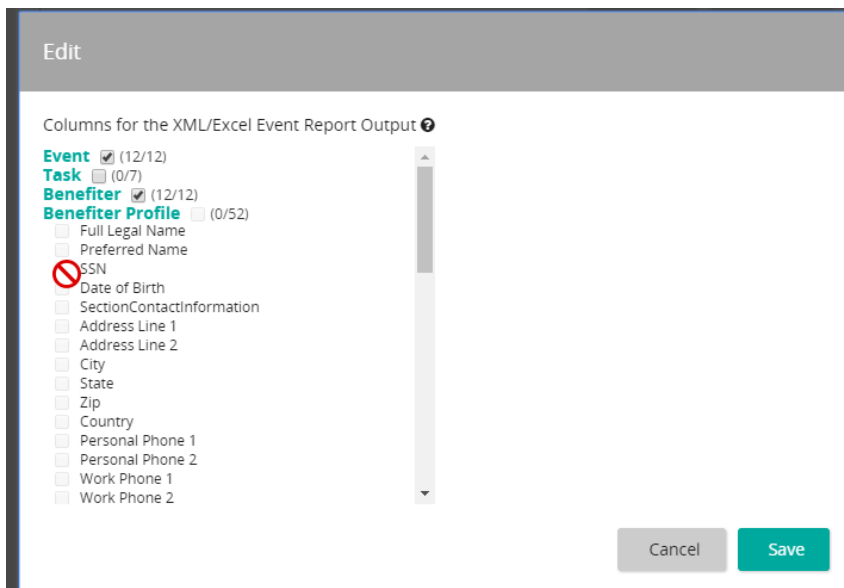 Edit
Columns for the XML/Excel Event Report Output ?
Event (12/12)
Task (0/7)
Benefiter (12/12)
Benefiter Profile (0/52)
Full Legal Name
Preferred Name
SSN
Date of Birth
SectionContactInformation
Address Line 1
Address Line 2
City
State
Zip
Country
Personal Phone 1
Personal Phone 2
Work Phone 1
Work Phone 2
Cancel Save